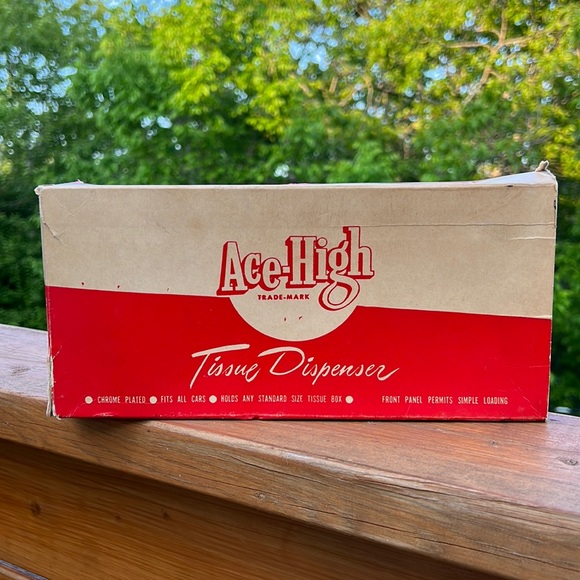 Ace-High
TRADE-MARK
Tissue Dispenser
● CHROME PLATED ● FITS ALL CARS ● HOLDS ANY STANDARD SIZE TISSUE BOX ● FRONT PANEL PERMITS SIMPLE LOADING